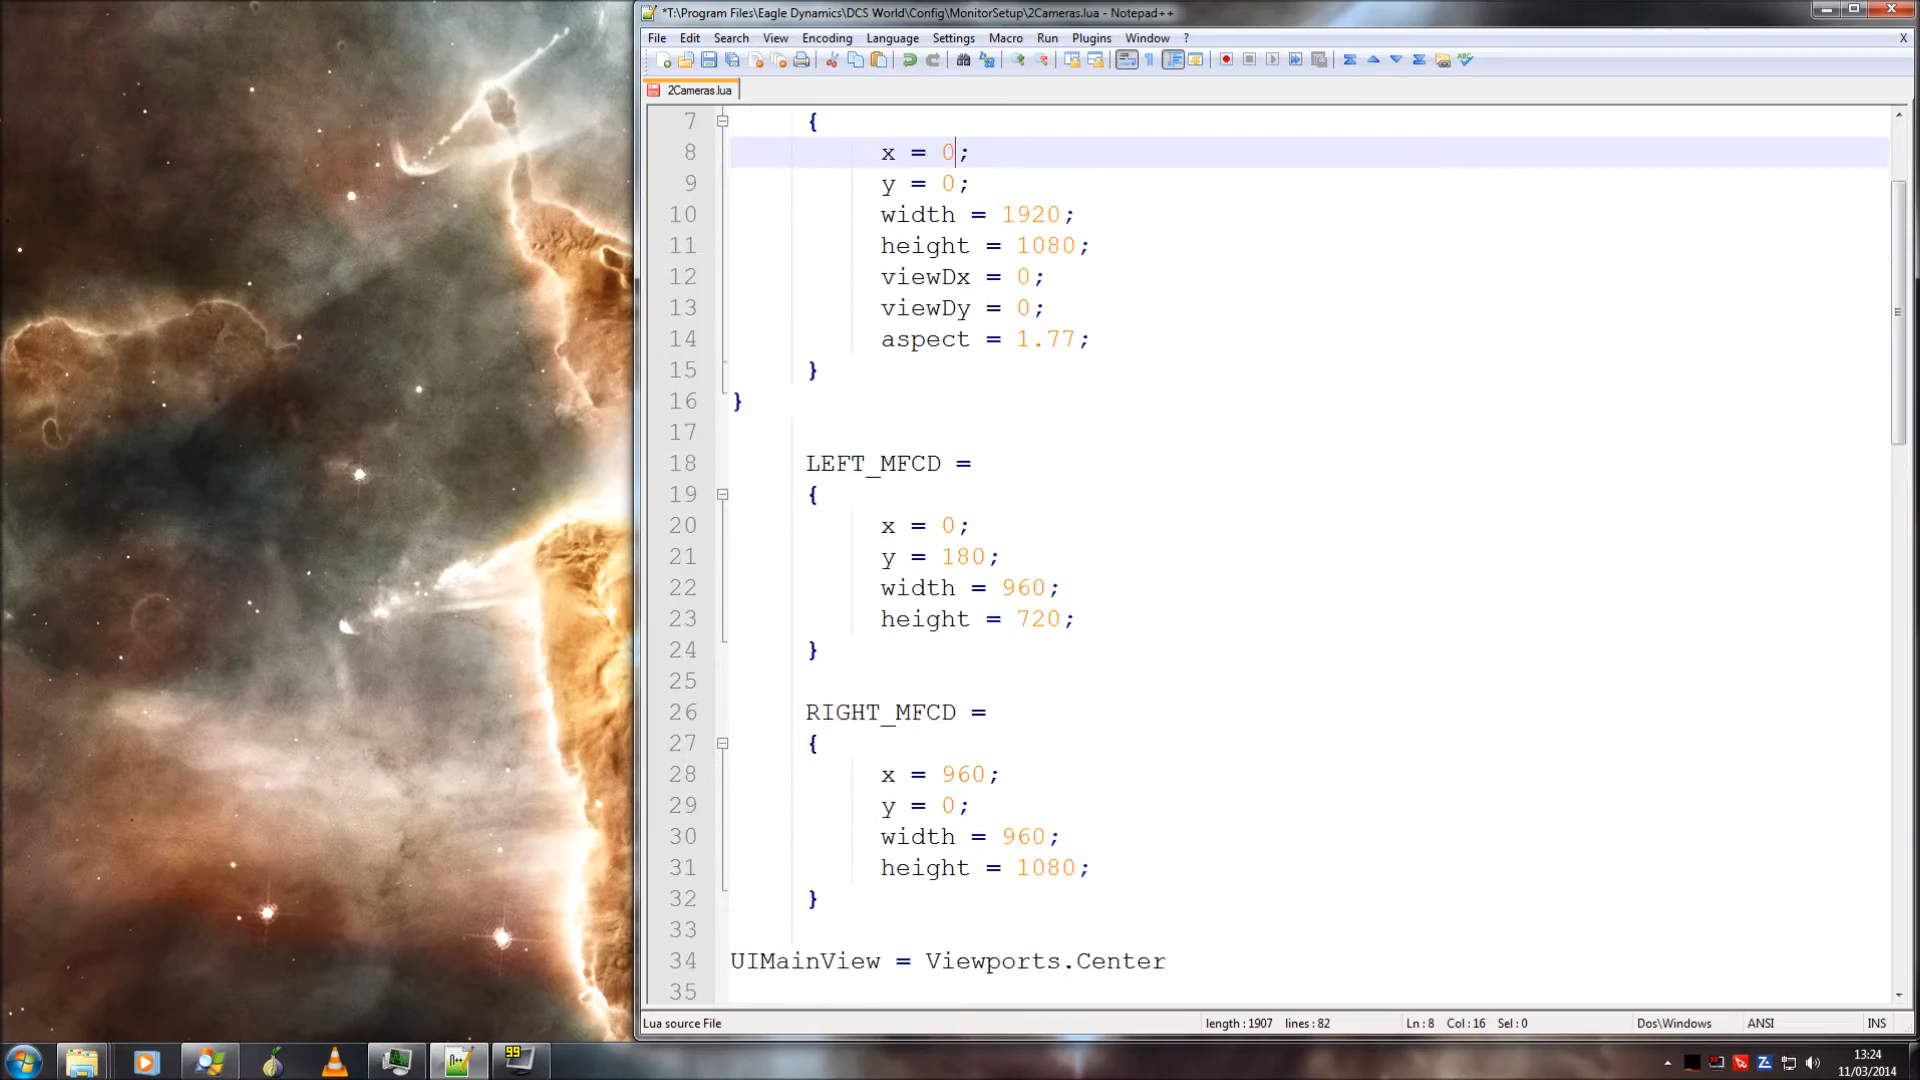 *T:\Program Files\Eagle Dynamics\DCS World\Config\MonitorSetup\2Cameras.lua - Notepad++
File Edit Search View Encoding Language Settings Macro Run Plugins Window ? X
2Cameras.lua
7 {
8 x = 0;
9 y = 0;
10 width = 1920;
11 height = 1080;
12 viewDx = 0;
13 viewDy = 0;
14 aspect = 1.77;
15 }
16 }
17
18 LEFT_MFCD =
19 {
20 x = 0;
21 y = 180;
22 width = 960;
23 height = 720;
24 }
25
26 RIGHT_MFCD =
27 {
28 x = 960;
29 y = 0;
30 width = 960;
31 height = 1080;
32 }
33
34 UIMainView = Viewports.Center
35
Lua source File length : 1907 lines : 82 Ln : 8 Col : 16 Sel : 0 Dos\Windows ANSI INS
99
13:24
11/03/2014